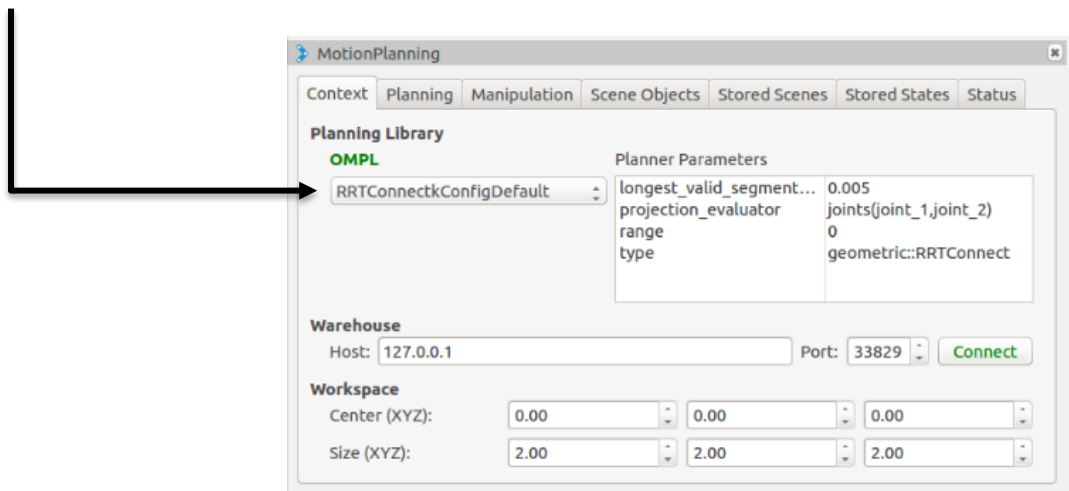 MotionPlanning
Context Planning Manipulation Scene Objects Stored Scenes Stored States Status
Planning Library
OMPL Planner Parameters
RRTConnectkConfigDefault
longest_valid_segment... 0.005
projection_evaluator joints(joint_1,joint_2)
range 0
type geometric::RRTConnect
Warehouse
Host: 127.0.0.1 Port: 33829 Connect
Workspace
Center (XYZ): 0.00 0.00 0.00
Size (XYZ): 2.00 2.00 2.00